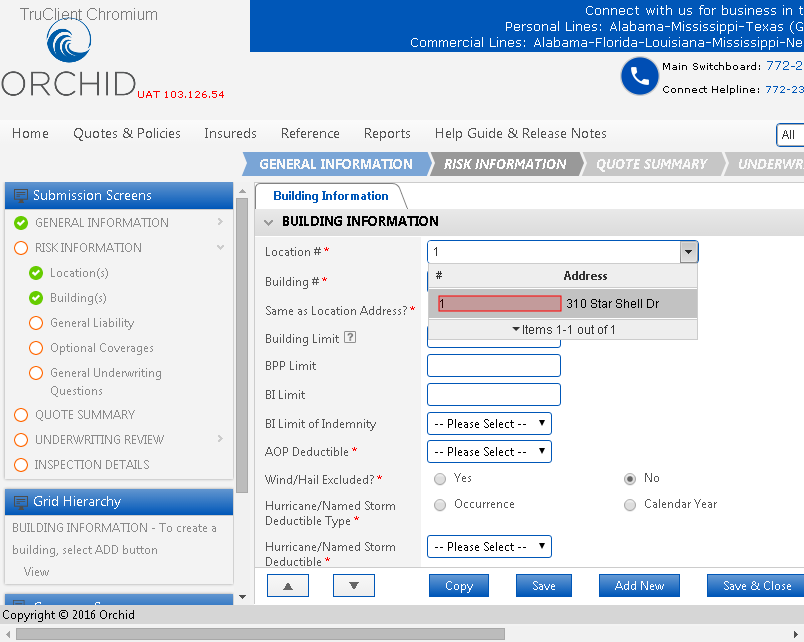 TruClient Chromium
ORCHID
UAT 103.126.54
Connect with us for business in t
Personal Lines: Alabama-Mississippi-Texas (G
Commercial Lines: Alabama-Florida-Louisiana-Mississippi-Ne
Main Switchboard: 772-2
Connect Helpline: 772-23
Home Quotes & Policies Insureds Reference Reports Help Guide & Release Notes All
GENERAL INFORMATION RISK INFORMATION QUOTE SUMMARY UNDERWR
Submission Screens
GENERAL INFORMATION
RISK INFORMATION
Location(s)
Building(s)
General Liability
Optional Coverages
General Underwriting
Questions
QUOTE SUMMARY
UNDERWRITING REVIEW
INSPECTION DETAILS
Grid Hierarchy
BUILDING INFORMATION - To create a
building, select ADD button
View
Building Information
BUILDING INFORMATION
Location #* 1
# Address
Building #*
1 310 Star Shell Dr
Same as Location Address?*
Items 1-1 out of 1
Building Limit ?
BPP Limit
BI Limit
BI Limit of Indemnity -- Please Select --
AOP Deductible * -- Please Select --
Wind/Hail Excluded?* Yes No
Hurricane/Named Storm
Deductible Type * Occurrence Calendar Year
Hurricane/Named Storm
Deductible * -- Please Select --
Copy Save Add New Save & Close
Copyright © 2016 Orchid